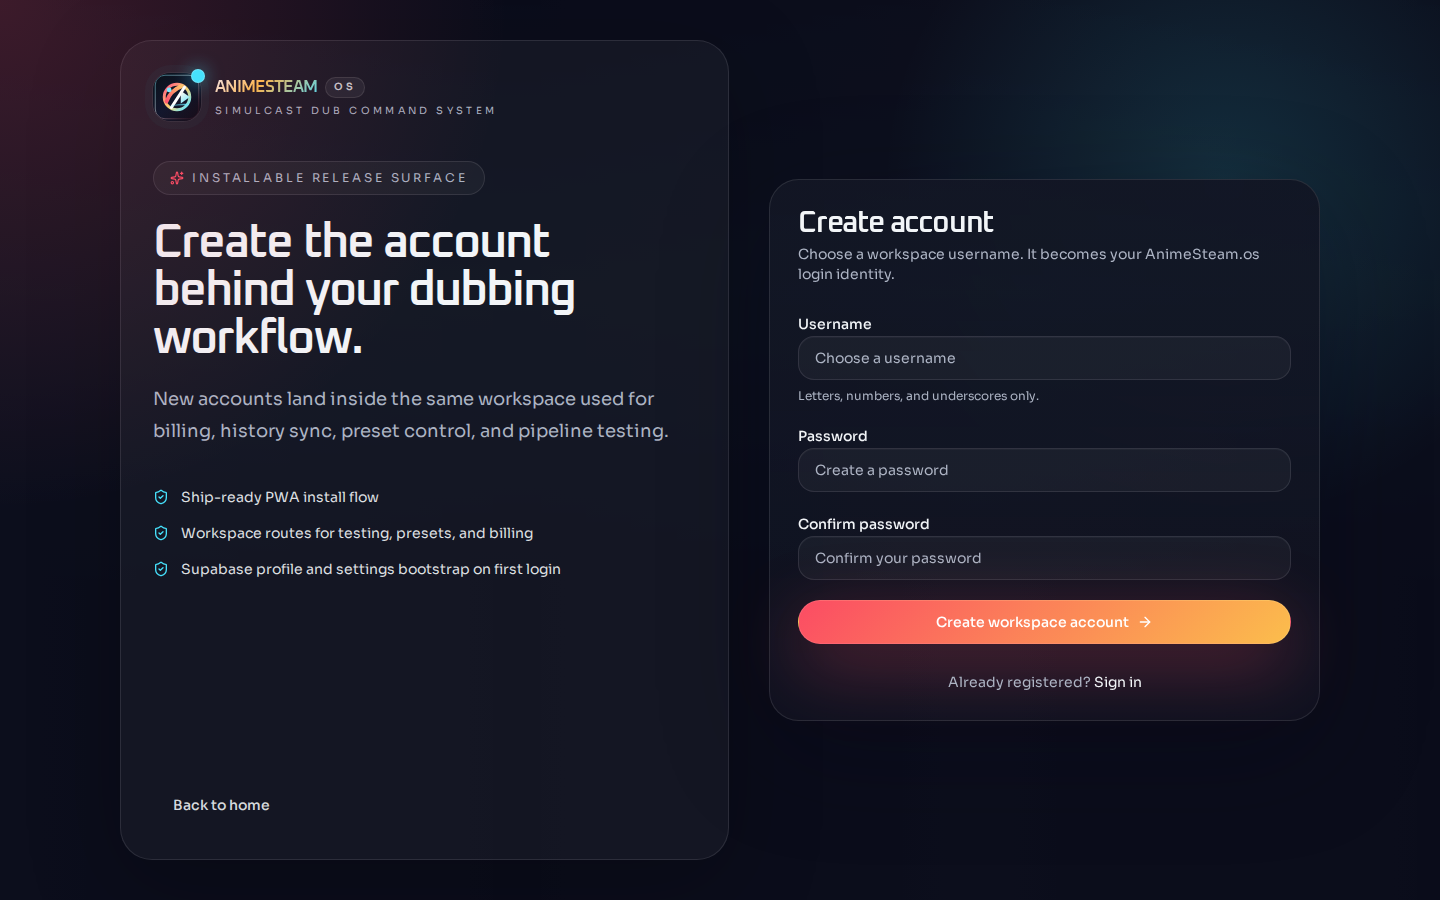 ANIMESTEAM OS
SIMULCAST DUB COMMAND SYSTEM
INSTALLABLE RELEASE SURFACE
Create the account
behind your dubbing
workflow.
New accounts land inside the same workspace used for
billing, history sync, preset control, and pipeline testing.
Ship-ready PWA install flow
Workspace routes for testing, presets, and billing
Supabase profile and settings bootstrap on first login
Back to home
Create account
Choose a workspace username. It becomes your AnimeSteam.os
login identity.
Username
Choose a username
Letters, numbers, and underscores only.
Password
Create a password
Confirm password
Confirm your password
Create workspace account
Already registered? Sign in